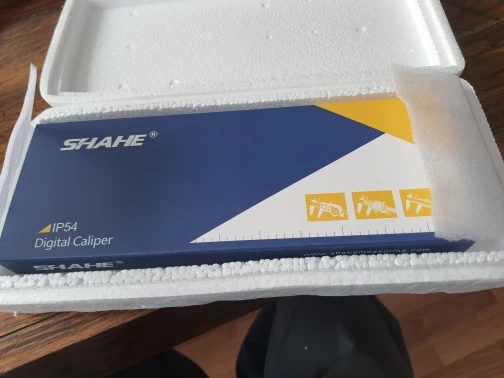 SHAHE®
IP54
Digital Caliper
SHAHE®
www.shahemeasuring.com